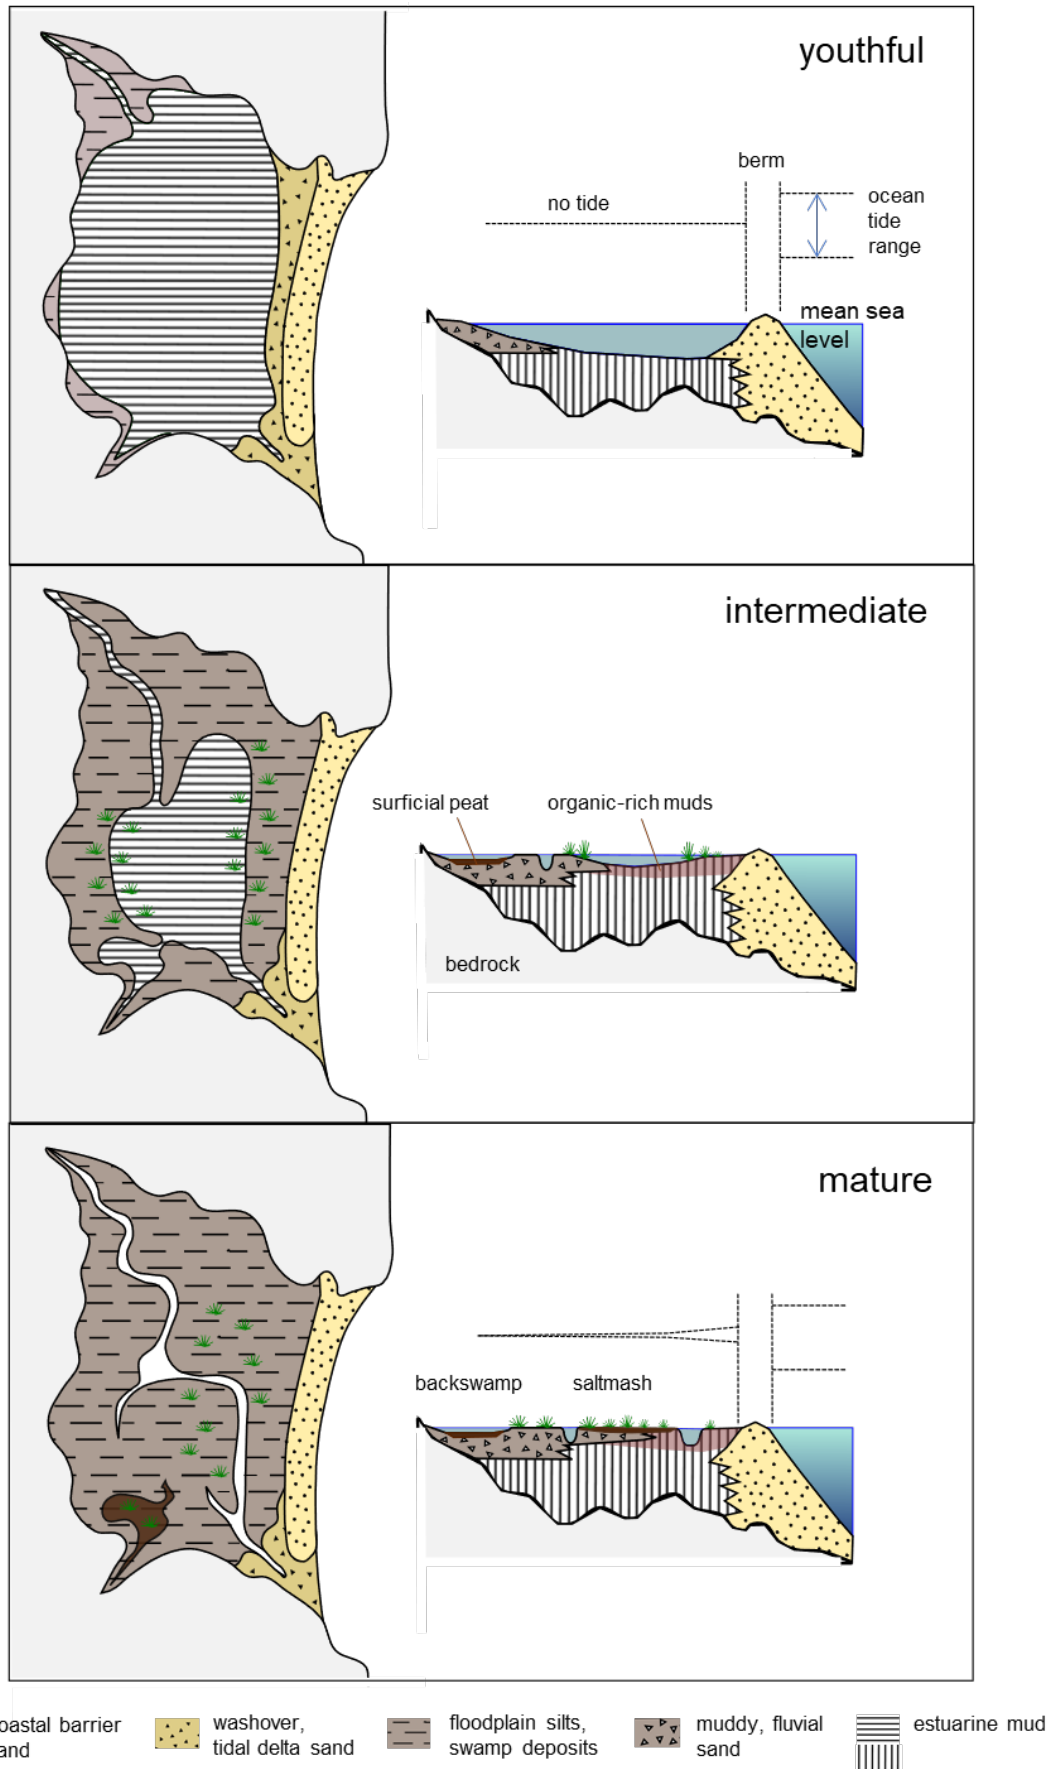 youthful
berm
no tide
ocean
tide
range
mean sea
level
intermediate
surficial peat
organic-rich muds
bedrock
mature
backswamp
saltmash
oastal barrier
and
washover,
tidal delta sand
floodplain silts,
swamp deposits
muddy, fluvial
sand
estuarine mud